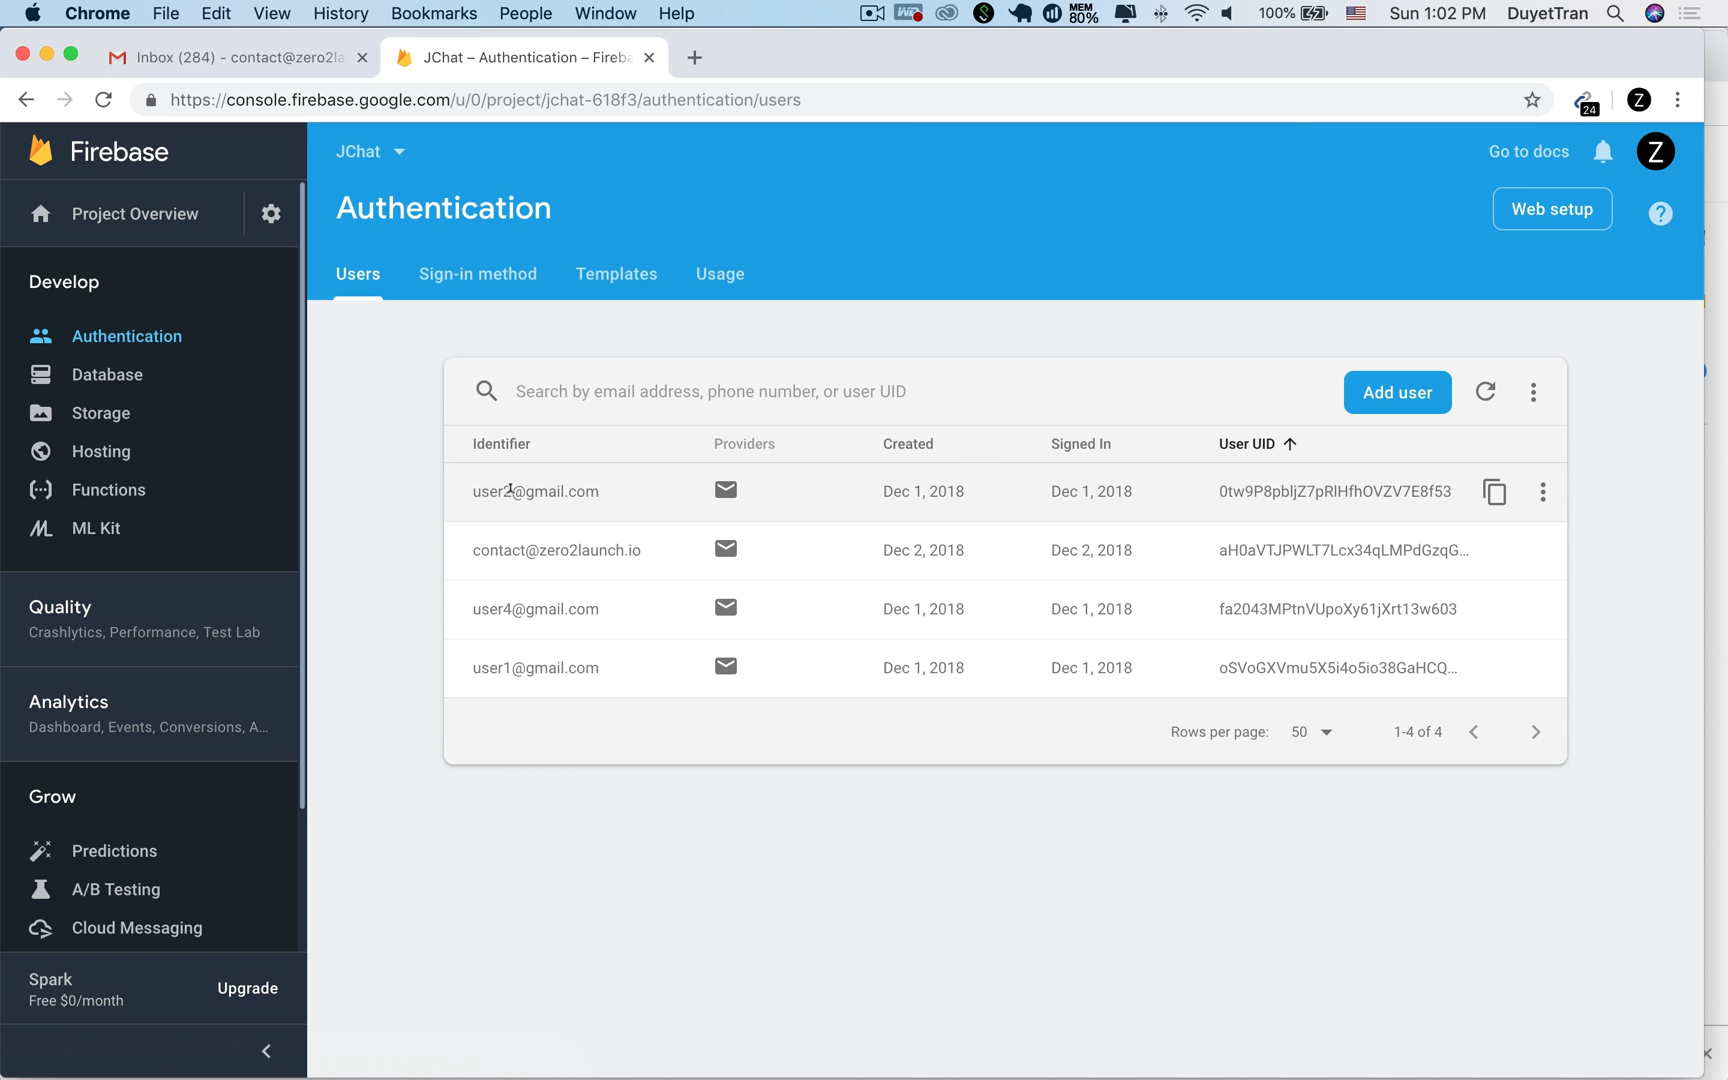 Chrome File Edit View History Bookmarks People Window Help MEM 80% 100% Sun 1:02 PM DuyetTran
Inbox (284) - contact@zero2la
JChat – Authentication – Fireba
https://console.firebase.google.com/u/0/project/jchat-618f3/authentication/users
24
Z
Firebase
JChat
Go to docs
Z
Project Overview
Authentication
Web setup
?
Users Sign-in method Templates Usage
Develop
Authentication
Database
Storage
Hosting
Functions
ML Kit
Quality
Crashlytics, Performance, Test Lab
Analytics
Dashboard, Events, Conversions, A...
Grow
Predictions
A/B Testing
Cloud Messaging
Spark
Free $0/month
Upgrade
Search by email address, phone number, or user UID
Add user
Identifier Providers Created Signed In User UID
user2@gmail.com Dec 1, 2018 Dec 1, 2018 0tw9P8pbljZ7pRlHfhOVZV7E8f53
contact@zero2launch.io Dec 2, 2018 Dec 2, 2018 aH0aVTJPWLT7Lcx34qLMPdGzqG...
user4@gmail.com Dec 1, 2018 Dec 1, 2018 fa2043MPtnVUpoXy61jXrt13w603
user1@gmail.com Dec 1, 2018 Dec 1, 2018 oSVoGXVmu5X5i4o5io38GaHCQ...
Rows per page: 50 1-4 of 4